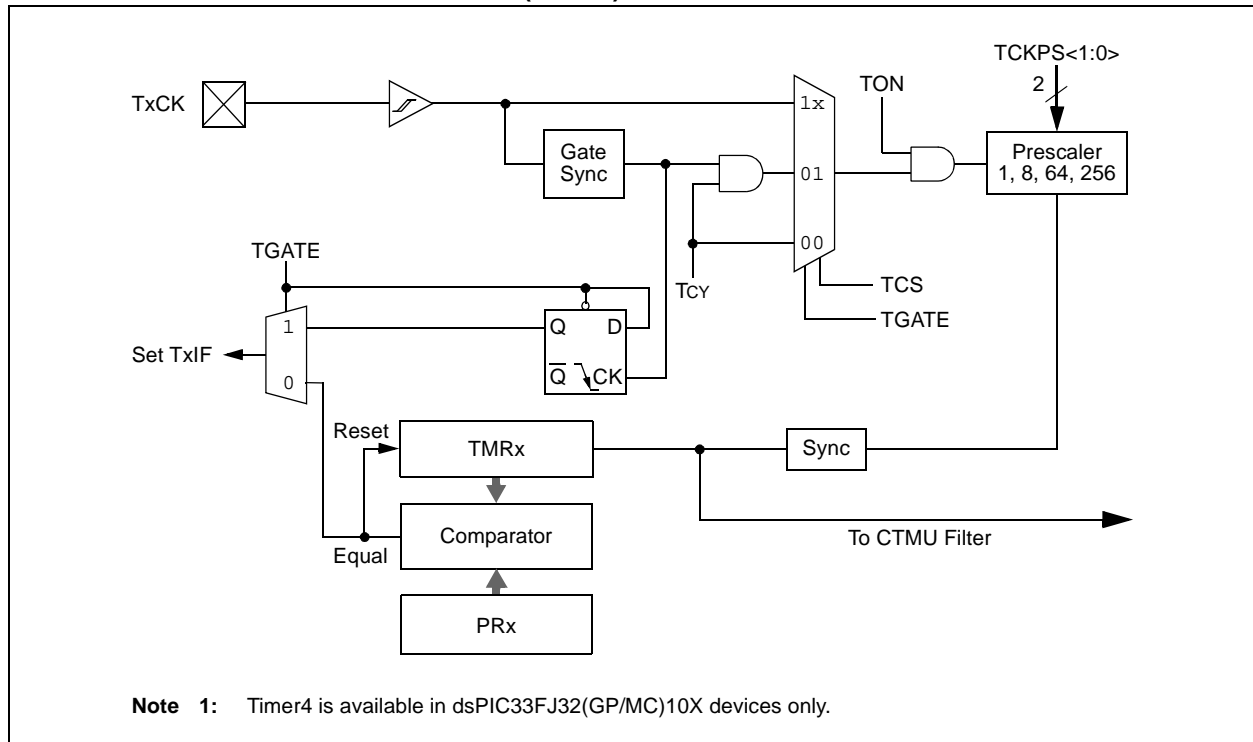 TCKPS<1:0>
2
TON
TxCK
1x
Gate
Sync
01
Prescaler
1, 8, 64, 256
00
TGATE
TCY
TCS
TGATE
1
Q
D
Set TxIF
0
Q
CK
Reset
TMRx
Sync
Equal
Comparator
To CTMU Filter
PRx
Note 1: Timer4 is available in dsPIC33FJ32(GP/MC)10X devices only.